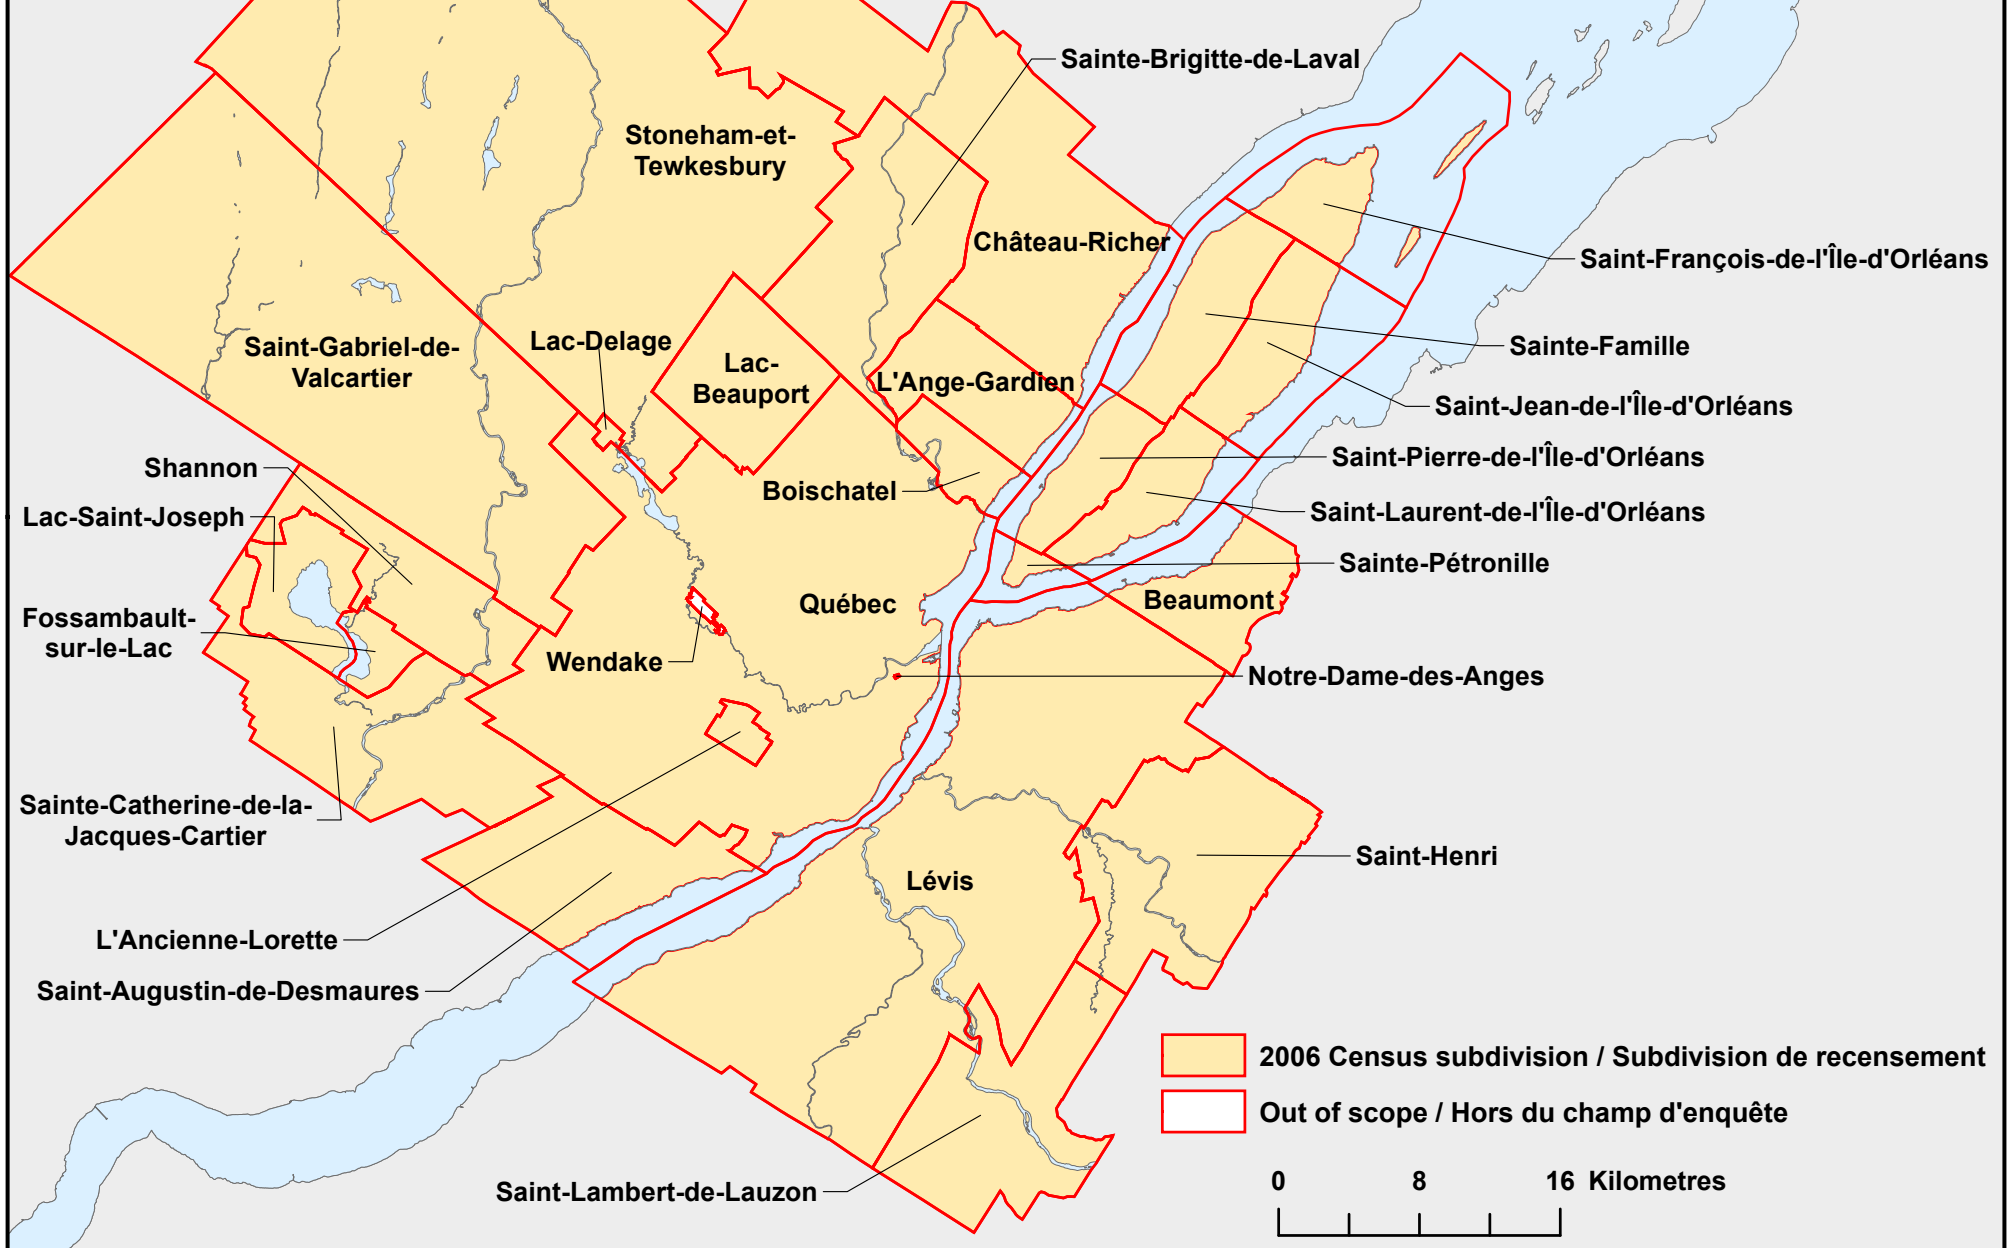 Sainte-Brigitte-de-Laval
Stoneham-et-
Tewkesbury
Château-Richer
Saint-François-de-l'Île-d'Orléans
Saint-Gabriel-de-
Valcartier
Lac-Delage
Lac-
Beauport
L'Ange-Gardien
Sainte-Famille
Saint-Jean-de-l'Île-d'Orléans
Shannon
Boischatel
Saint-Pierre-de-l'Île-d'Orléans
Lac-Saint-Joseph
Saint-Laurent-de-l'Île-d'Orléans
Sainte-Pétronille
Fossambault-
sur-le-Lac
Québec
Beaumont
Wendake
Notre-Dame-des-Anges
Sainte-Catherine-de-la-
Jacques-Cartier
Saint-Henri
Lévis
L'Ancienne-Lorette
Saint-Augustin-de-Desmaures
2006 Census subdivision / Subdivision de recensement
Out of scope / Hors du champ d'enquête
Saint-Lambert-de-Lauzon
0 8 16 Kilometres